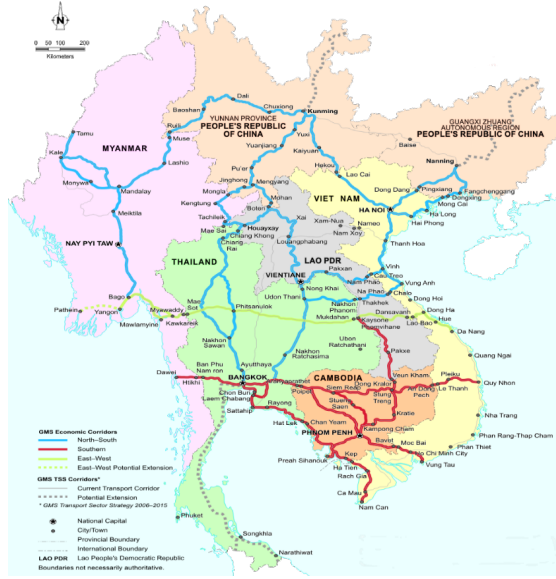 N
0 50 100 200
Kilometers
Dali
Chuxiong
Kunming
Baoshan
YUNNAN PROVINCE
PEOPLE'S REPUBLIC
OF CHINA
GUANGXI ZHUANG
AUTONOMOUS REGION
PEOPLE'S REPUBLIC OF CHINA
Tamu
Ruili
Muse
Yuxi
Yuanjiang
Kaiyuan
Baise
MYANMAR
Kale
Lashio
Nanning
Pu'er
Hekou
Lao Cai
Monywa
Mandalay
Jinghong
Mengyang
Dong Dang
Pingxiang
Fangchenggang
Mongla
Mohan
VIET NAM
Dongxing
Mong Cai
Kengtung
Boten
HA NOI
Ha Long
Hai Phong
Meiktila
Tachileik
Xai
Xam-Nua
Nameo
Mae Sai
Houayxay
Nam Xoy
Chiang Khong
Chiang
Rai
Louangphabang
Thanh Hoa
NAY PYI TAW
THAILAND
LAO PDR
VIENTIANE
Pakxan
Vinh
Cau Treo
Nam Phao
Nong Khai
Vung Anh
Na Phao
Chalo
Udon Thani
Thakhek
Dong Hoi
Bago
Pathein
Yangon
Myawaddy
Mae
Sot
Phitsanulok
Nakhon
Phanom
Mukdahan
Dansavanh
Dong Ha
Hue
Lao Bao
Kaysone
Phomvihane
Mawlamyine
Kawkareik
Da Nang
Nakhon
Sawan
Ubon
Ratchathani
Pakxe
Quang Ngai
Ban Phu
Nam ron
Ayutthaya
Nakhon
Ratchasima
Veun Kham
Dawei
Htikhi
BANGKOK
CAMBODIA
Pleiku
Poipet
Siem Reap
Dong Kralor
Le Thanh
Quy Nhon
Chon Buri
Laem Chabang
Rayong
Stung
Treng
Pech
Sattahip
Kratie
Nha Trang
Hat Lek
Chan Yeam
Kampong Cham
PHNOM PENH
Bavet
Moc Bai
Phan Rang-Thap Cham
Phan Thiet
Preah Sihanouk
Kep
Ha Tien
Ho Chi Minh City
Rach Gia
Vung Tau
Ca Mau
Nam Can
GMS Economic Corridors
North–South
Southern
East–West
East–West Potential Extension
GMS TSS Corridors*
Current Transport Corridor
Potential Extension
* GMS Transport Sector Strategy 2006–2015
National Capital
City/Town
Provincial Boundary
International Boundary
LAO PDR Lao People's Democratic Republic
Boundaries not necessarily authoritative.
Phuket
Songkhla
Narathiwat